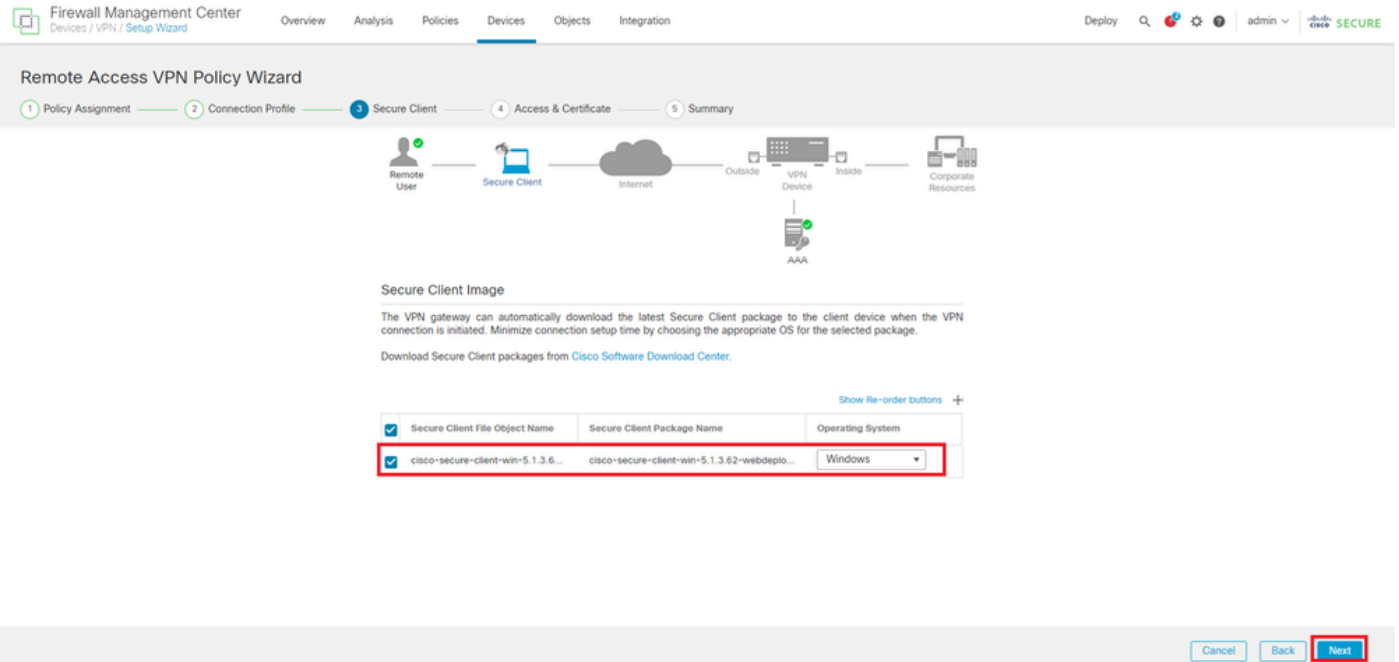 Firewall Management Center
Devices / VPN / Setup Wizard
Overview Analysis Policies Devices Objects Integration
Deploy admin cisco SECURE
Remote Access VPN Policy Wizard
1 Policy Assignment 2 Connection Profile 3 Secure Client 4 Access & Certificate 5 Summary
Remote User
Secure Client
Internet
Outside
VPN Device
Inside
Corporate Resources
AAA
Secure Client Image
The VPN gateway can automatically download the latest Secure Client package to the client device when the VPN
connection is initiated. Minimize connection setup time by choosing the appropriate OS for the selected package.
Download Secure Client packages from Cisco Software Download Center.
Show Re-order buttons +
Secure Client File Object Name Secure Client Package Name Operating System
cisco-secure-client-win-5.1.3.6... cisco-secure-client-win-5.1.3.62-webdeplo... Windows
Cancel Back Next